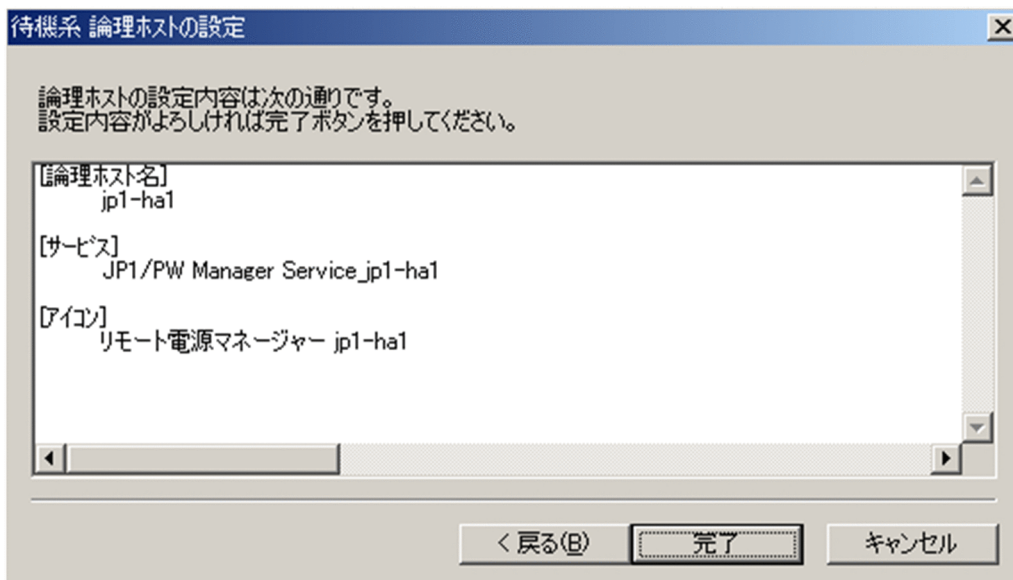 待機系 論理ホストの設定
論理ホストの設定内容は次の通りです。
設定内容がよろしければ完了ボタンを押してください。
[論理ホスト名]
jp1-ha1
[サービス]
JP1/PW Manager Service_jp1-ha1
[アイコン]
リモート電源マネージャー jp1-ha1
< 戻る(B)
完了
キャンセル